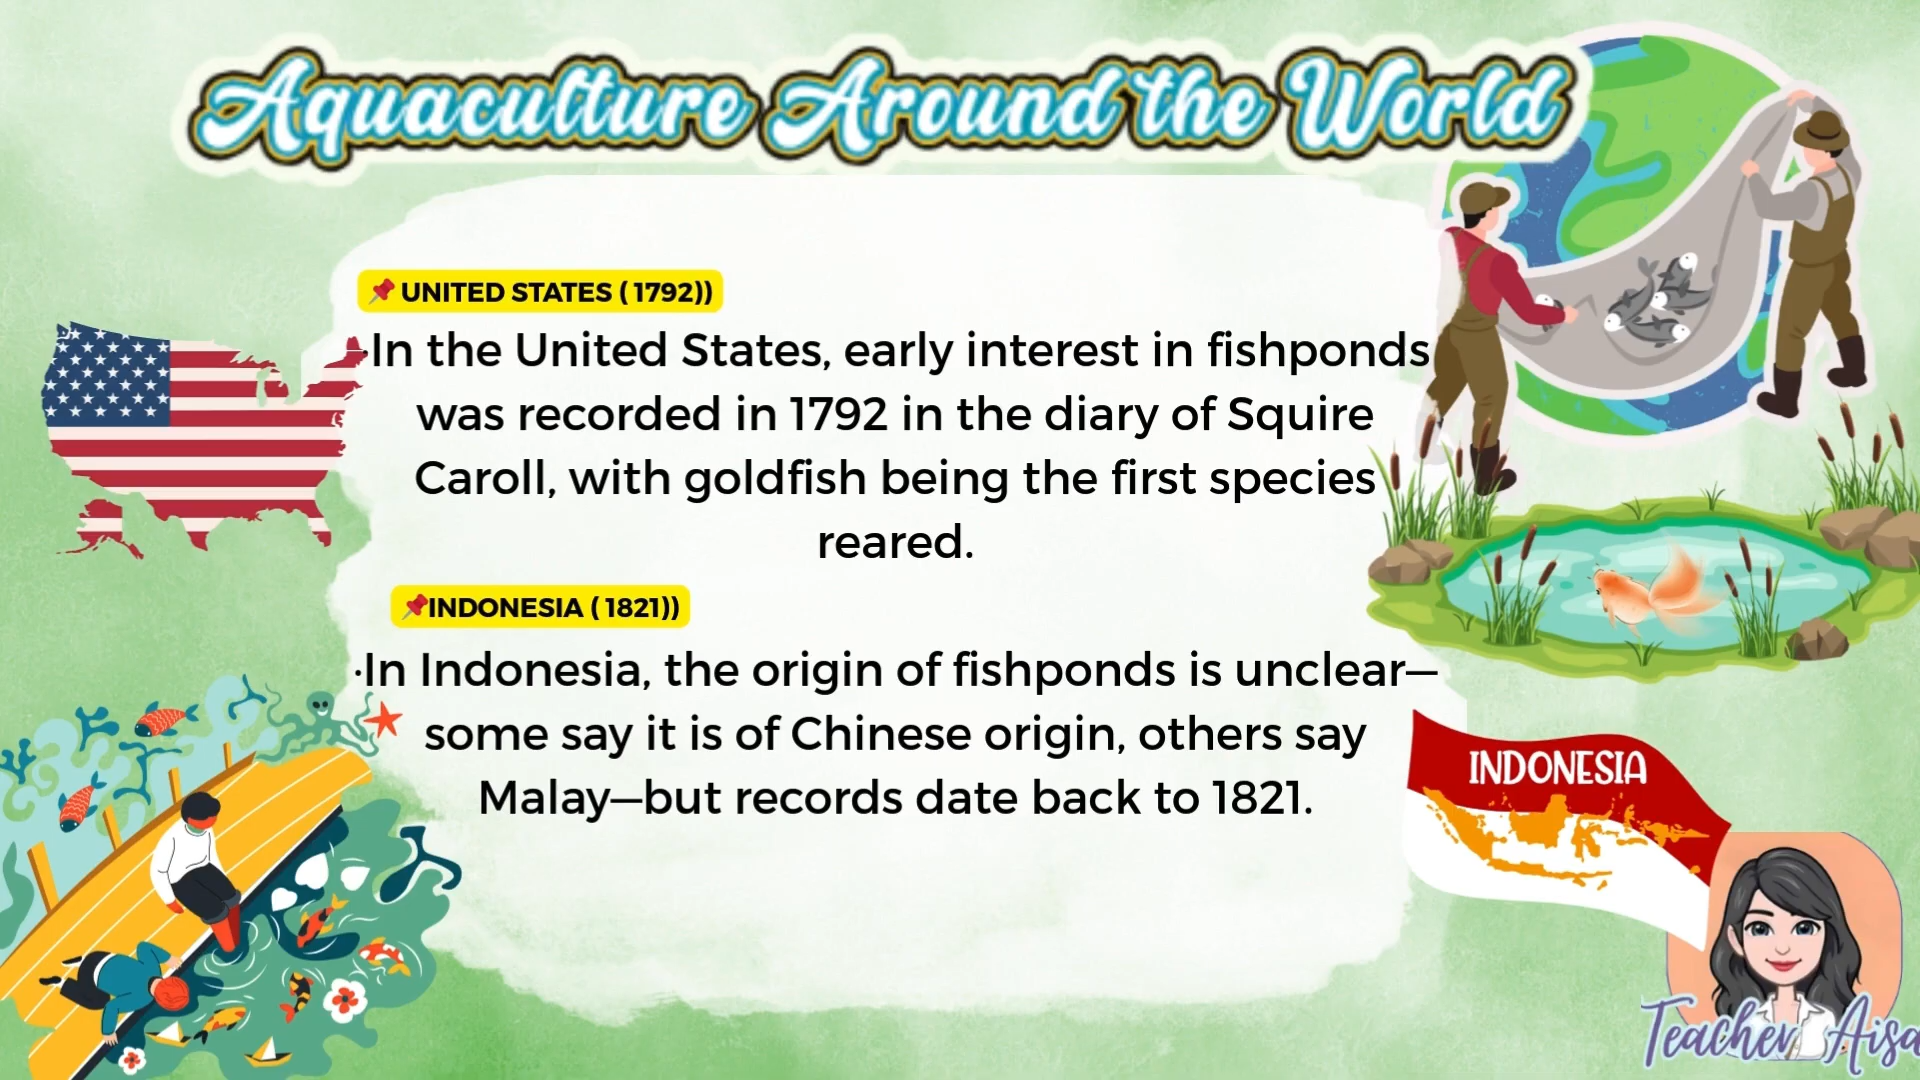 Aquaculture Around the World
UNITED STATES ( 1792))
·In the United States, early interest in fishponds
was recorded in 1792 in the diary of Squire
Caroll, with goldfish being the first species
reared.
INDONESIA ( 1821))
·In Indonesia, the origin of fishponds is unclear—
some say it is of Chinese origin, others say
Malay—but records date back to 1821.
INDONESIA
Teacher Aisa